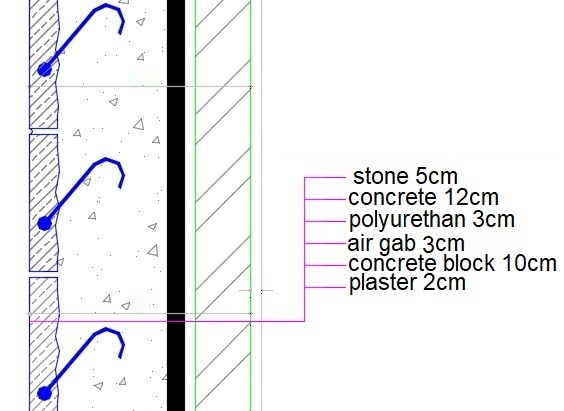 stone 5cm
concrete 12cm
polyurethan 3cm
air gab 3cm
concrete block 10cm
plaster 2cm